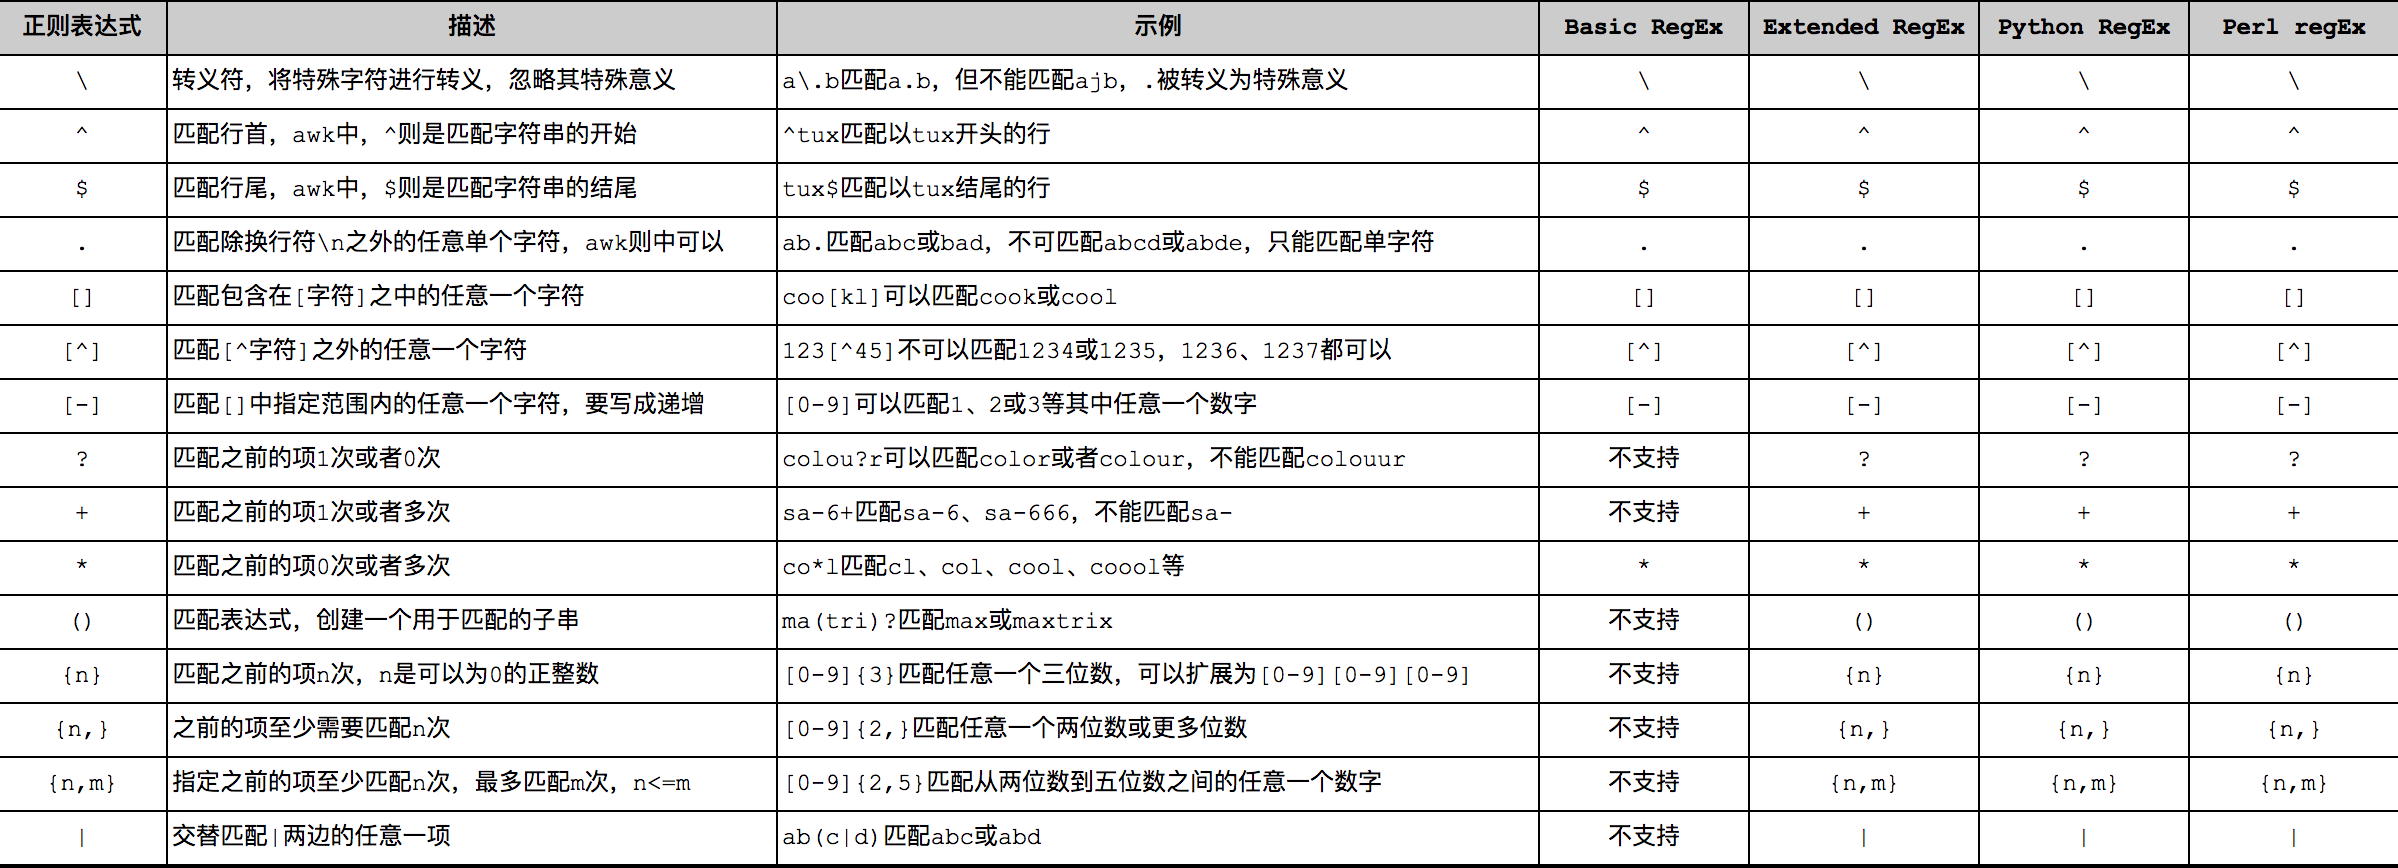 正则表达式 描述 示例 Basic RegEx Extended RegEx Python RegEx Perl regEx
\ 转义符，将特殊字符进行转义，忽略其特殊意义 a\.b匹配a.b，但不能匹配ajb，.被转义为特殊意义 \ \ \ \
^ 匹配行首，awk中，^则是匹配字符串的开始 ^tux匹配以tux开头的行 ^ ^ ^ ^
$ 匹配行尾，awk中，$则是匹配字符串的结尾 tux$匹配以tux结尾的行 $ $ $ $
. 匹配除换行符\n之外的任意单个字符，awk则中可以 ab.匹配abc或bad，不可匹配abcd或abde，只能匹配单字符 . . . .
[] 匹配包含在[字符]之中的任意一个字符 coo[kl]可以匹配cook或cool [] [] [] []
[^] 匹配[^字符]之外的任意一个字符 123[^45]不可以匹配1234或1235，1236、1237都可以 [^] [^] [^] [^]
[-] 匹配[]中指定范围内的任意一个字符，要写成递增 [0-9]可以匹配1、2或3等其中任意一个数字 [-] [-] [-] [-]
? 匹配之前的项1次或者0次 colou?r可以匹配color或者colour，不能匹配colouur 不支持 ? ? ?
+ 匹配之前的项1次或者多次 sa-6+匹配sa-6、sa-666，不能匹配sa- 不支持 + + +
* 匹配之前的项0次或者多次 co*l匹配cl、col、cool、coool等 * * * *
() 匹配表达式，创建一个用于匹配的子串 ma(tri)?匹配max或maxtrix 不支持 () () ()
{n} 匹配之前的项n次，n是可以为0的正整数 [0-9]{3}匹配任意一个三位数，可以扩展为[0-9][0-9][0-9] 不支持 {n} {n} {n}
{n,} 之前的项至少需要匹配n次 [0-9]{2,}匹配任意一个两位数或更多位数 不支持 {n,} {n,} {n,}
{n,m} 指定之前的项至少匹配n次，最多匹配m次，n<=m [0-9]{2,5}匹配从两位数到五位数之间的任意一个数字 不支持 {n,m} {n,m} {n,m}
| 交替匹配|两边的任意一项 ab(c|d)匹配abc或abd 不支持 | | |